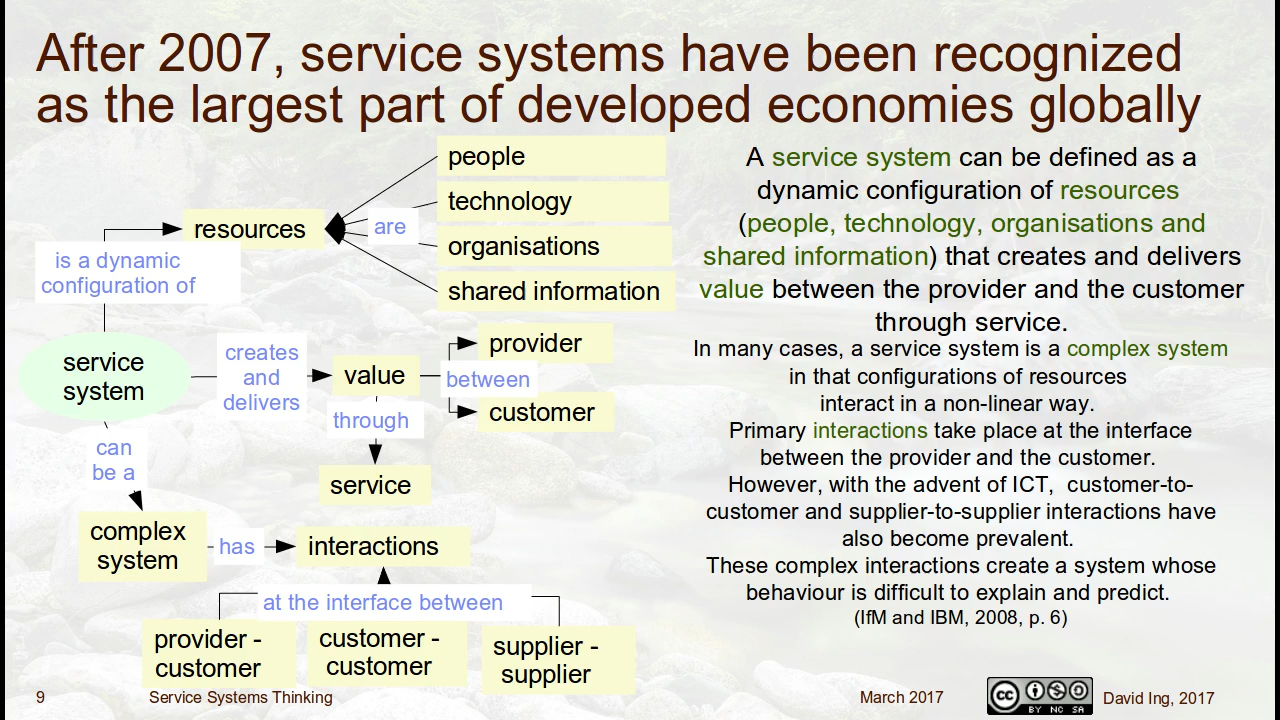 After 2007, service systems have been recognized
as the largest part of developed economies globally
people
technology
resources
are
organisations
is a dynamic
configuration of
shared information
service
system
creates
and
delivers
value
between
provider
customer
through
service
can
be a
complex
system
has
interactions
at the interface between
provider -
customer
customer -
customer
supplier -
supplier
A service system can be defined as a
dynamic configuration of resources
(people, technology, organisations and
shared information) that creates and delivers
value between the provider and the customer
through service.
In many cases, a service system is a complex system
in that configurations of resources
interact in a non-linear way.
Primary interactions take place at the interface
between the provider and the customer.
However, with the advent of ICT, customer-to-
customer and supplier-to-supplier interactions have
also become prevalent.
These complex interactions create a system whose
behaviour is difficult to explain and predict.
(IfM and IBM, 2008, p. 6)
9
Service Systems Thinking
March 2017
cc
BY NC SA
David Ing, 2017